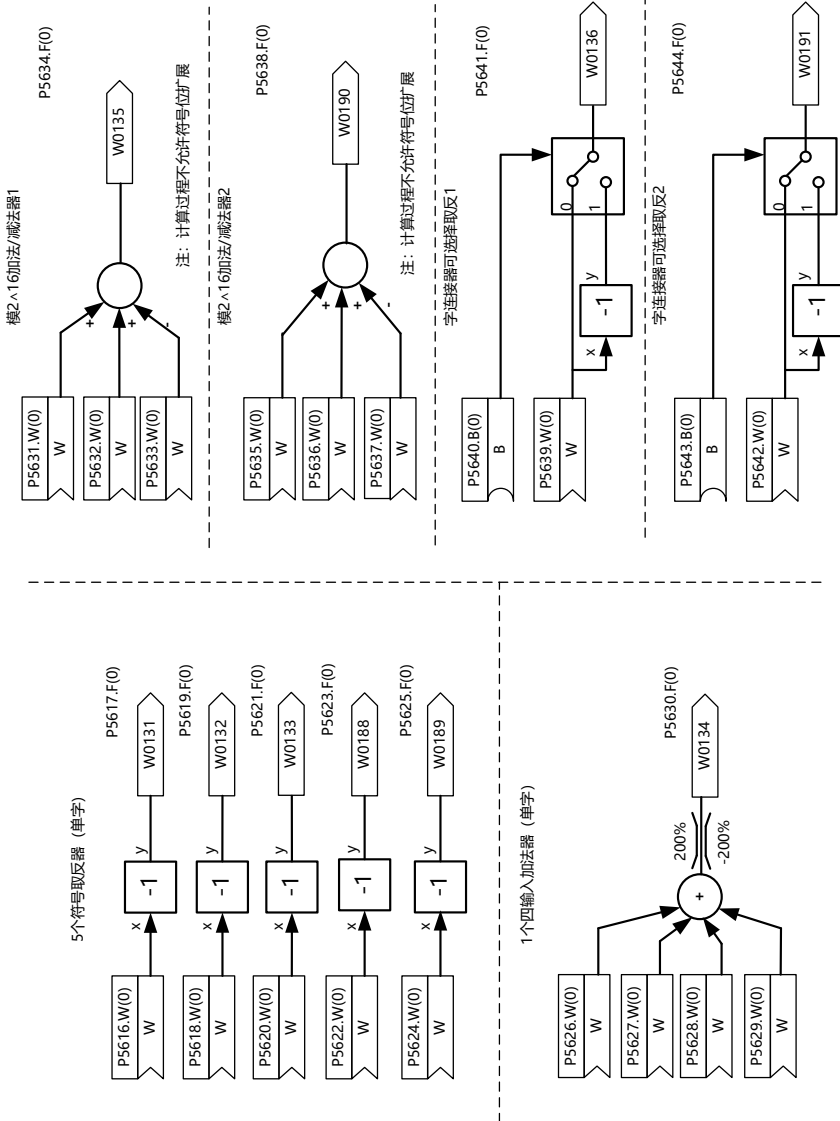 5个符号取反器（单字）
P5616.W(0)
W
x
-1
y
W0131
P5617.F(0)
P5618.W(0)
W
x
-1
y
W0132
P5619.F(0)
P5620.W(0)
W
x
-1
y
W0133
P5621.F(0)
P5622.W(0)
W
x
-1
y
W0188
P5623.F(0)
P5624.W(0)
W
x
-1
y
W0189
P5625.F(0)
1个四输入加法器（单字）
P5626.W(0)
W
P5627.W(0)
W
P5628.W(0)
W
P5629.W(0)
W
+
200%
-200%
W0134
P5630.F(0)
模2^16加法/减法器1
P5631.W(0)
W
P5632.W(0)
W
P5633.W(0)
W
+
+
-
W0135
P5634.F(0)
注：计算过程不允许符号位扩展
模2^16加法/减法器2
P5635.W(0)
W
P5636.W(0)
W
P5637.W(0)
W
+
+
-
W0190
P5638.F(0)
注：计算过程不允许符号位扩展
字连接器可选择取反1
P5640.B(0)
B
P5639.W(0)
W
x
-1
y
0
1
W0136
P5641.F(0)
字连接器可选择取反2
P5643.B(0)
B
P5642.W(0)
W
x
-1
y
0
1
W0191
P5644.F(0)